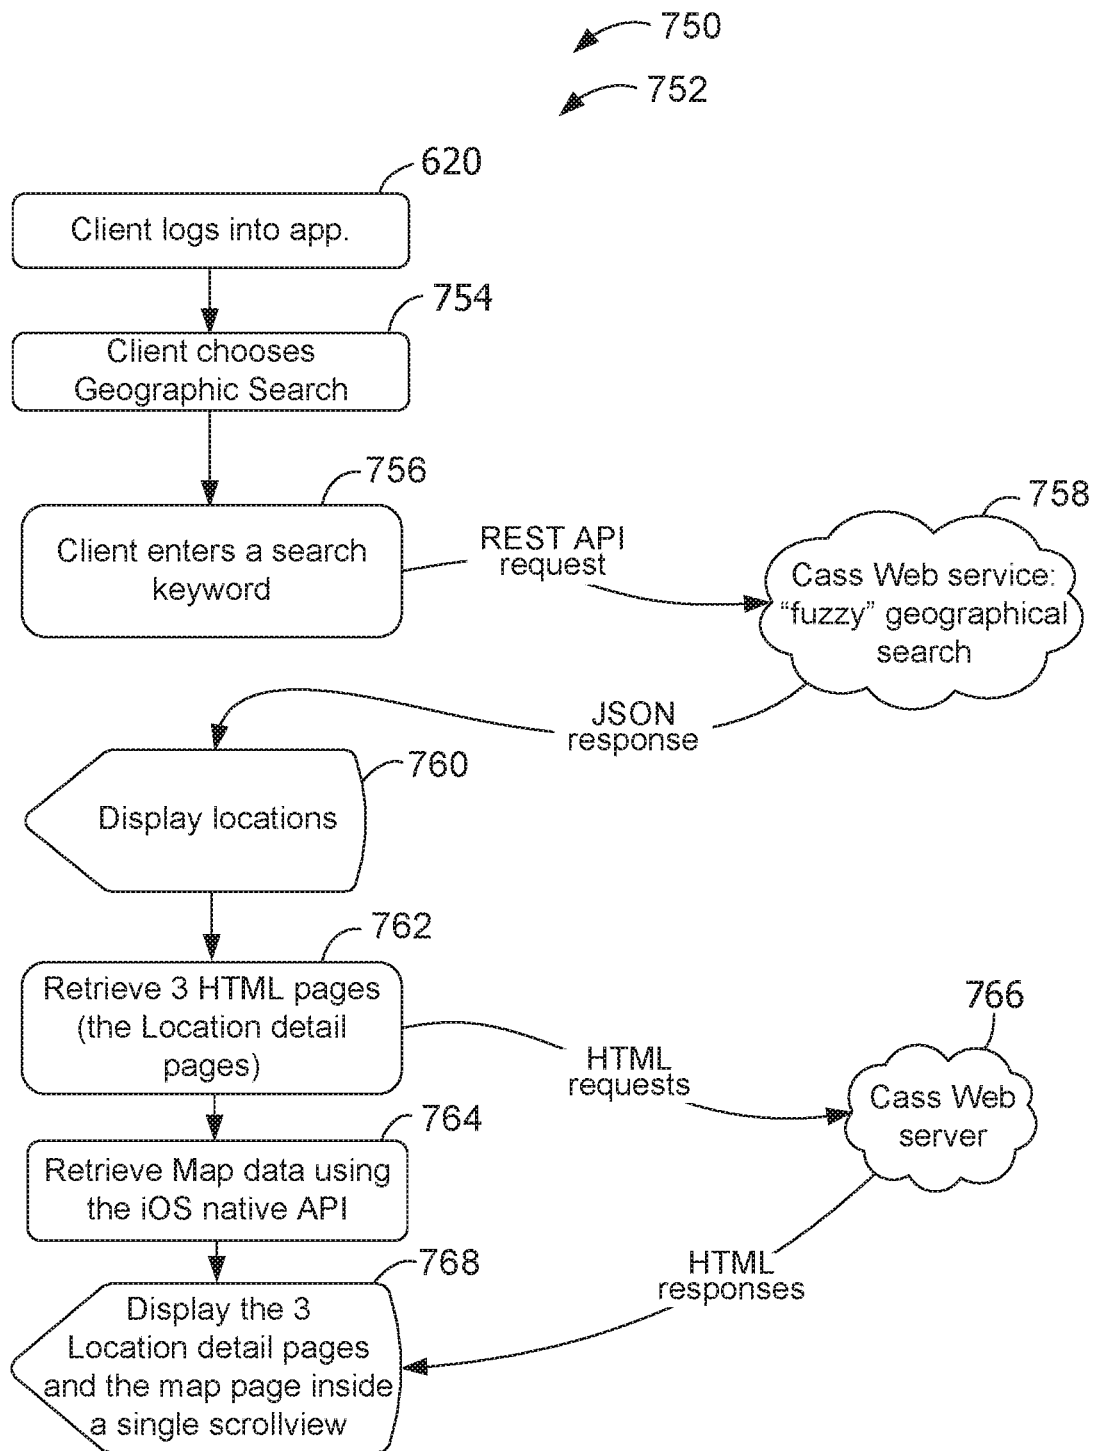 750
752
620
Client logs into app.
754
Client chooses
Geographic Search
756
Client enters a search
keyword
REST API
request
758
Cass Web service:
“fuzzy” geographical
search
JSON
response
760
Display locations
762
Retrieve 3 HTML pages
(the Location detail
pages)
HTML
requests
766
Cass Web
server
764
Retrieve Map data using
the iOS native API
HTML
responses
768
Display the 3
Location detail pages
and the map page inside
a single scrollview